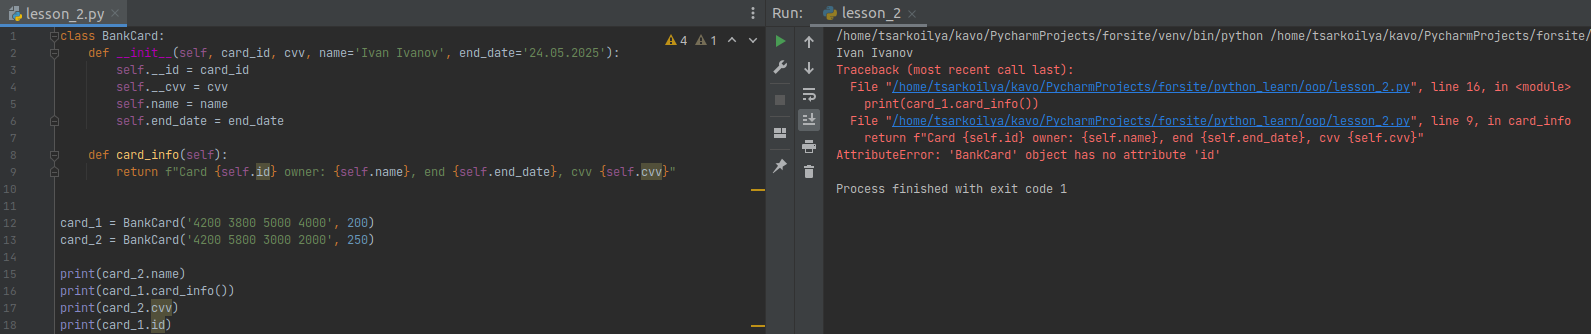 lesson_2.py
1 class BankCard:
2 def __init__(self, card_id, cvv, name='Ivan Ivanov', end_date='24.05.2025'):
3 self.__id = card_id
4 self.__cvv = cvv
5 self.name = name
6 self.end_date = end_date
7
8 def card_info(self):
9 return f"Card {self.id} owner: {self.name}, end {self.end_date}, cvv {self.cvv}"
10
11
12 card_1 = BankCard('4200 3800 5000 4000', 200)
13 card_2 = BankCard('4200 5800 3000 2000', 250)
14
15 print(card_2.name)
16 print(card_1.card_info())
17 print(card_2.cvv)
18 print(card_1.id)
4 1
Run: lesson_2
/home/tsarkoilya/kavo/PycharmProjects/forsite/venv/bin/python /home/tsarkoilya/kavo/PycharmProjects/forsite/
Ivan Ivanov
Traceback (most recent call last):
File "/home/tsarkoilya/kavo/PycharmProjects/forsite/python_learn/oop/lesson_2.py", line 16, in <module>
print(card_1.card_info())
File "/home/tsarkoilya/kavo/PycharmProjects/forsite/python_learn/oop/lesson_2.py", line 9, in card_info
return f"Card {self.id} owner: {self.name}, end {self.end_date}, cvv {self.cvv}"
AttributeError: 'BankCard' object has no attribute 'id'
Process finished with exit code 1